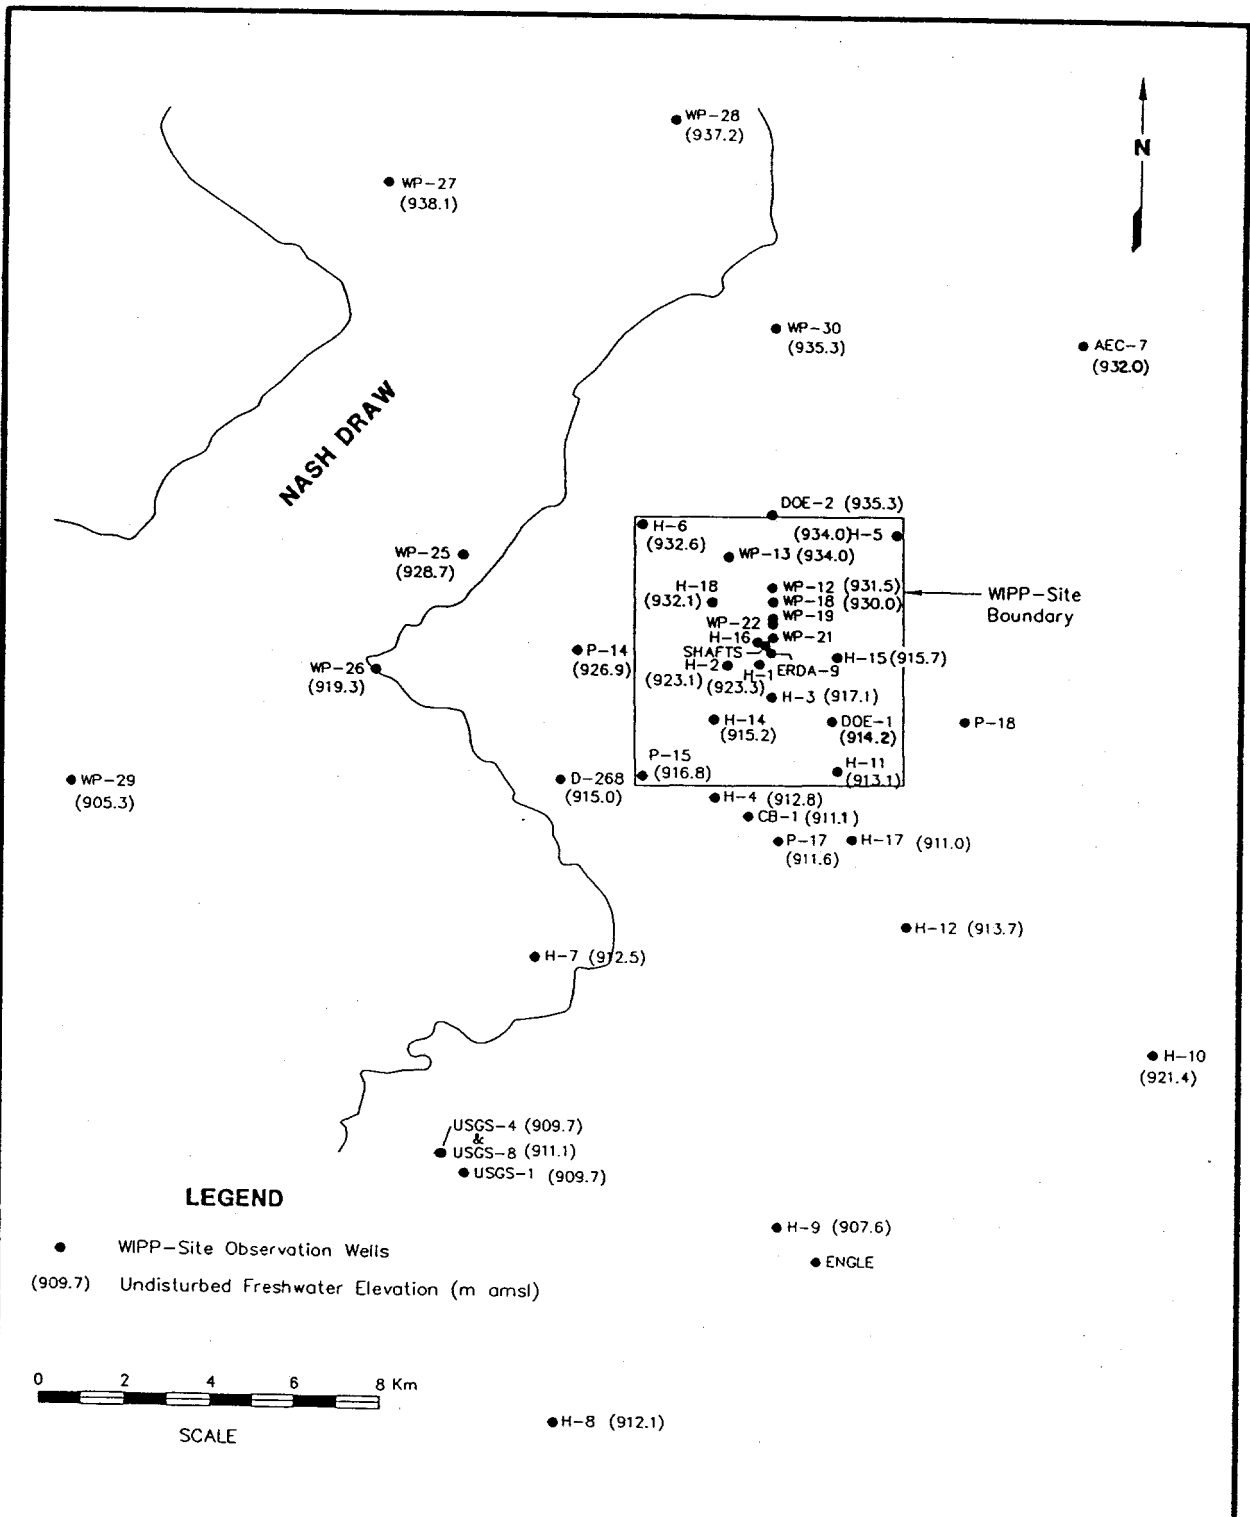 WP-28
(937.2)
N
WP-27
(938.1)
WP-30
(935.3)
AEC-7
(932.0)
NASH DRAW
DOE-2 (935.3)
H-6
(932.6)
(934.0)H-5
WP-13 (934.0)
WP-25
(928.7)
H-18
(932.1)
WP-12 (931.5)
WP-18 (930.0)
WP-19
WP-22
WP-21
H-16
SHAFTS
WIPP-Site
Boundary
P-14
(926.9)
WP-26
(919.3)
H-2
(923.1)
H-1
(923.3)
ERDA-9
H-15 (915.7)
H-3 (917.1)
H-14
(915.2)
DOE-1
(914.2)
P-18
P-15
(916.8)
H-11
(913.1)
WP-29
(905.3)
D-268
(915.0)
H-4 (912.8)
CB-1 (911.1)
P-17
(911.6)
H-17 (911.0)
H-12 (913.7)
H-7 (912.5)
H-10
(921.4)
USGS-4 (909.7)
&
USGS-8 (911.1)
USGS-1 (909.7)
LEGEND
WIPP-Site Observation Wells
(909.7) Undisturbed Freshwater Elevation (m amsl)
H-9 (907.6)
ENGLE
0 2 4 6 8 Km
SCALE
H-8 (912.1)